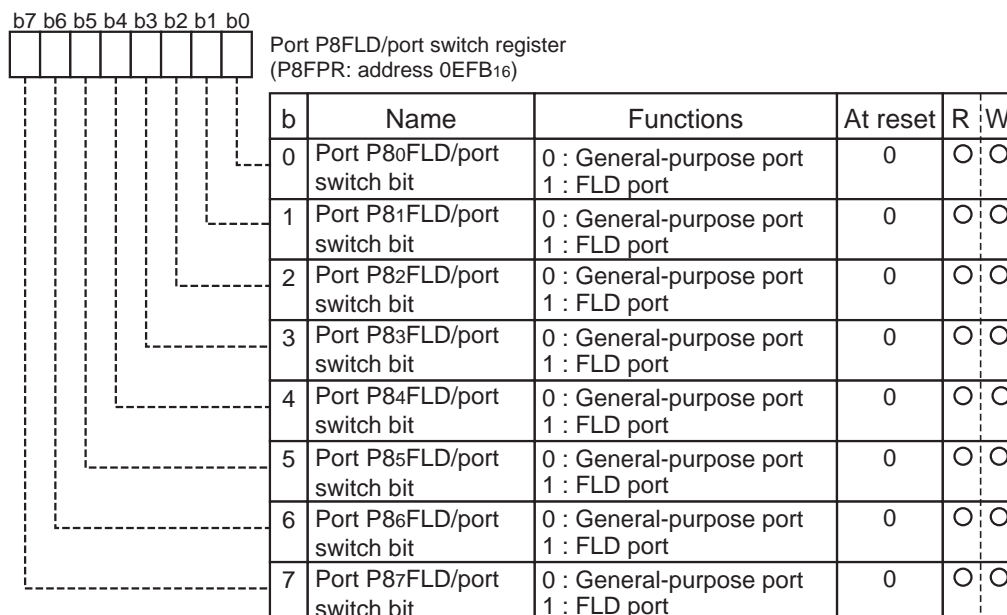 b7 b6 b5 b4 b3 b2 b1 b0
Port P8FLD/port switch register
(P8FPR: address 0EFB16)
b Name Functions At reset R W
0 Port P80FLD/port switch bit 0 : General-purpose port 0
1 : FLD port
1 Port P81FLD/port switch bit 0 : General-purpose port 0
1 : FLD port
2 Port P82FLD/port switch bit 0 : General-purpose port 0
1 : FLD port
3 Port P83FLD/port switch bit 0 : General-purpose port 0
1 : FLD port
4 Port P84FLD/port switch bit 0 : General-purpose port 0
1 : FLD port
5 Port P85FLD/port switch bit 0 : General-purpose port 0
1 : FLD port
6 Port P86FLD/port switch bit 0 : General-purpose port 0
1 : FLD port
7 Port P87FLD/port switch bit 0 : General-purpose port 0
1 : FLD port